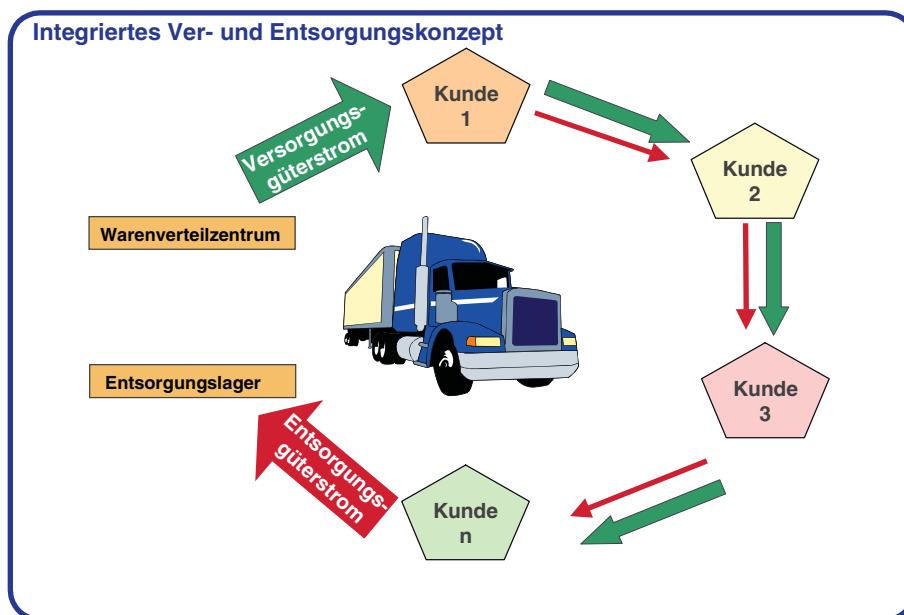 Integriertes Ver- und Entsorgungskonzept
Versorgungs-
güterstrom
Kunde
1
Kunde
2
Warenverteilzentrum
Entsorgungslager
Kunde
3
Entsorgungs-
güterstrom
Kunde
n